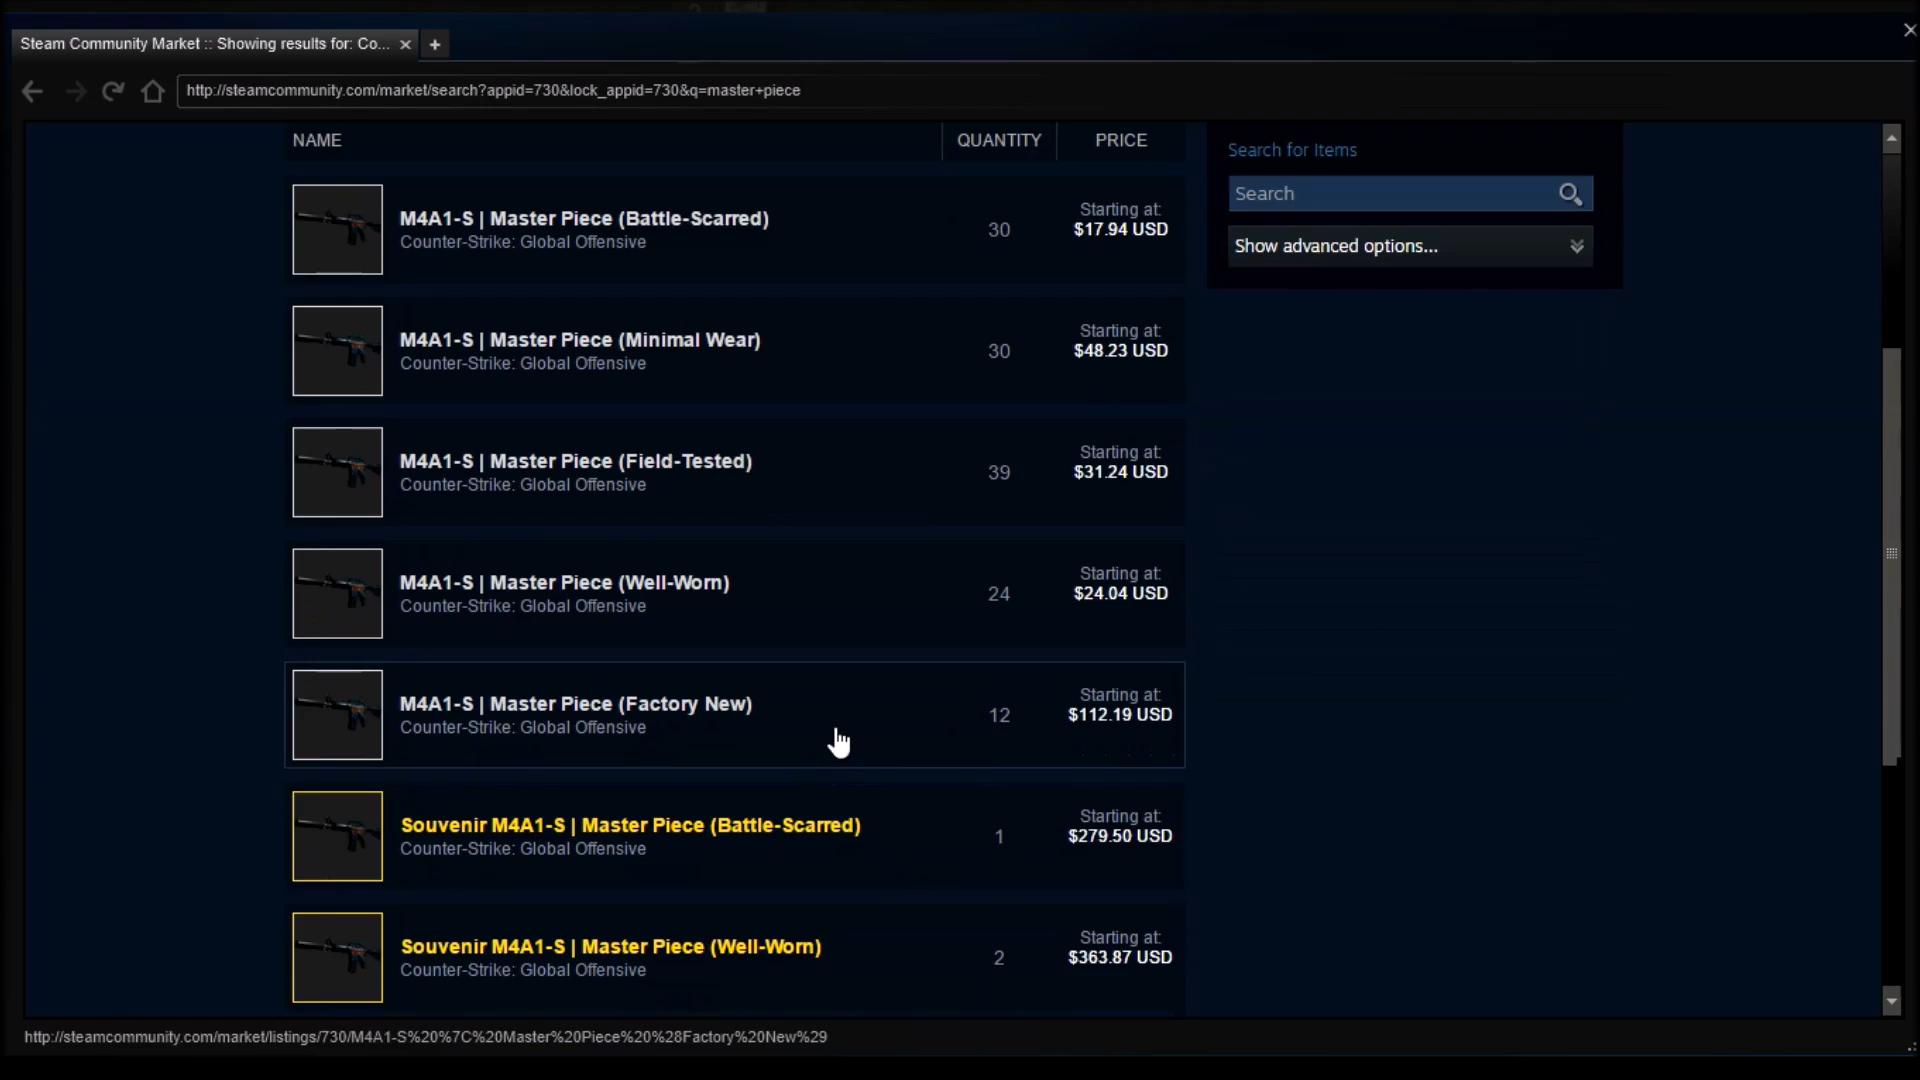 Steam Community Market :: Showing results for: Co...
http://steamcommunity.com/market/search?appid=730&lock_appid=730&q=master+piece
NAME QUANTITY PRICE
M4A1-S | Master Piece (Battle-Scarred)
Counter-Strike: Global Offensive
30
Starting at:
$17.94 USD
M4A1-S | Master Piece (Minimal Wear)
Counter-Strike: Global Offensive
30
Starting at:
$48.23 USD
M4A1-S | Master Piece (Field-Tested)
Counter-Strike: Global Offensive
39
Starting at:
$31.24 USD
M4A1-S | Master Piece (Well-Worn)
Counter-Strike: Global Offensive
24
Starting at:
$24.04 USD
M4A1-S | Master Piece (Factory New)
Counter-Strike: Global Offensive
12
Starting at:
$112.19 USD
Souvenir M4A1-S | Master Piece (Battle-Scarred)
Counter-Strike: Global Offensive
1
Starting at:
$279.50 USD
Souvenir M4A1-S | Master Piece (Well-Worn)
Counter-Strike: Global Offensive
2
Starting at:
$363.87 USD
Search for Items
Search
Show advanced options...
http://steamcommunity.com/market/listings/730/M4A1-S%20%7C%20Master%20Piece%20%28Factory%20New%29